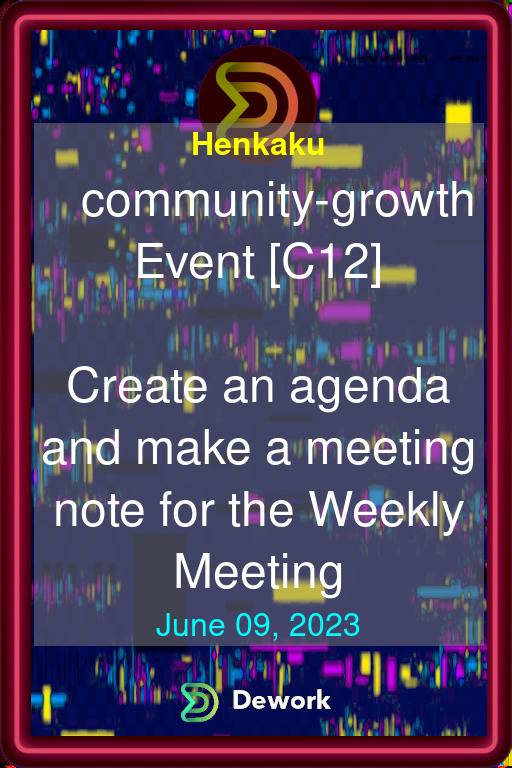 Henkaku
community-growth
Event [C12]
Create an agenda
and make a meeting
note for the Weekly
Meeting
June 09, 2023
Dework